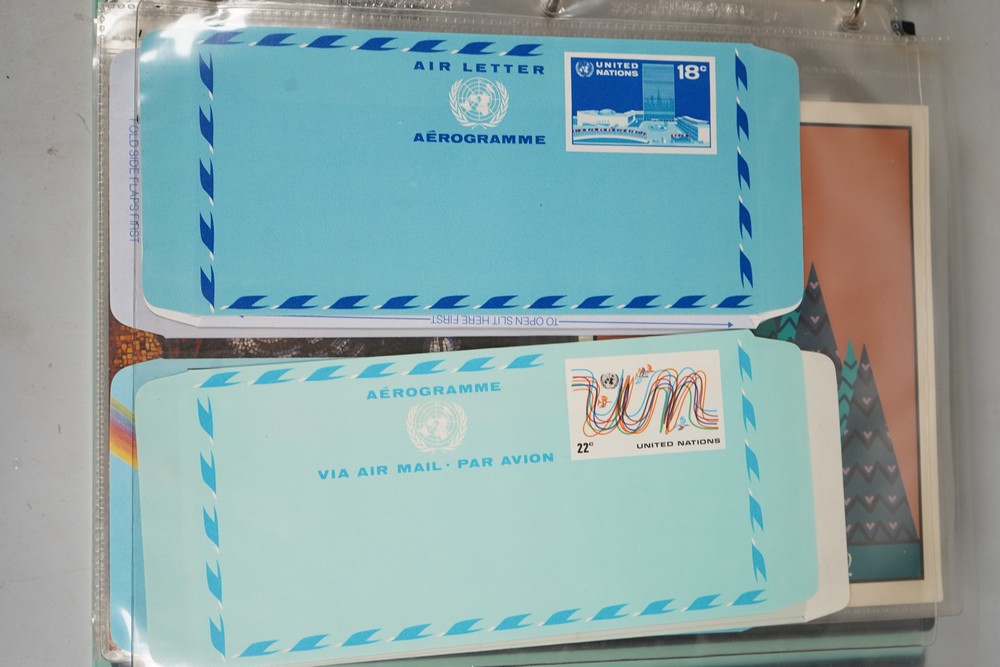 AIR LETTER
AÉROGRAMME
UNITED
NATIONS
18c
FOLD SIDE FLAPS FIRST
TO OPEN SLIT HERE FIRST
AÉROGRAMME
VIA AIR MAIL · PAR AVION
un
22c
UNITED NATIONS